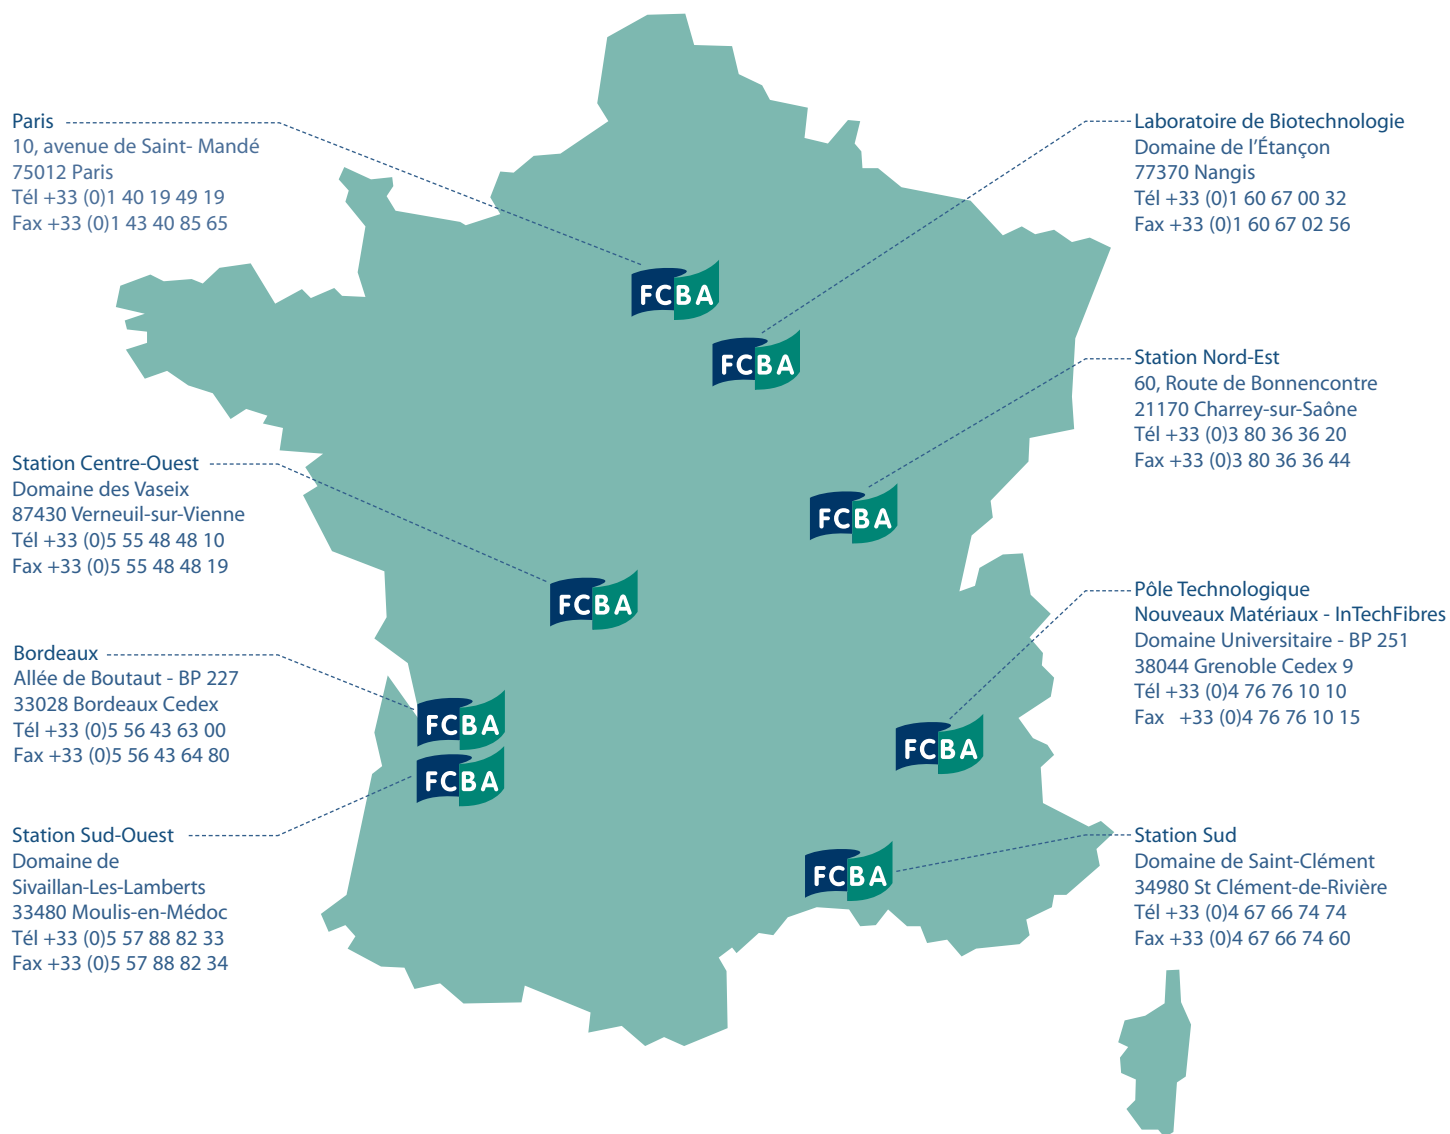 Paris
10, avenue de Saint- Mandé
75012 Paris
Tél +33 (0)1 40 19 49 19
Fax +33 (0)1 43 40 85 65
Station Centre-Ouest
Domaine des Vaseix
87430 Verneuil-sur-Vienne
Tél +33 (0)5 55 48 48 10
Fax +33 (0)5 55 48 48 19
Bordeaux
Allée de Boutaut - BP 227
33028 Bordeaux Cedex
Tél +33 (0)5 56 43 63 00
Fax +33 (0)5 56 43 64 80
Station Sud-Ouest
Domaine de
Sivaillan-Les-Lamberts
33480 Moulis-en-Médoc
Tél +33 (0)5 57 88 82 33
Fax +33 (0)5 57 88 82 34
FCBA
FCBA
FCBA
FCBA
FCBA
FCBA
FCBA
FCBA
Laboratoire de Biotechnologie
Domaine de l'Étançon
77370 Nangis
Tél +33 (0)1 60 67 00 32
Fax +33 (0)1 60 67 02 56
Station Nord-Est
60, Route de Bonnencontre
21170 Charrey-sur-Saône
Tél +33 (0)3 80 36 36 20
Fax +33 (0)3 80 36 36 44
Pôle Technologique
Nouveaux Matériaux - InTechFibres
Domaine Universitaire - BP 251
38044 Grenoble Cedex 9
Tél +33 (0)4 76 76 10 10
Fax +33 (0)4 76 76 10 15
Station Sud
Domaine de Saint-Clément
34980 St Clément-de-Rivière
Tél +33 (0)4 67 66 74 74
Fax +33 (0)4 67 66 74 60